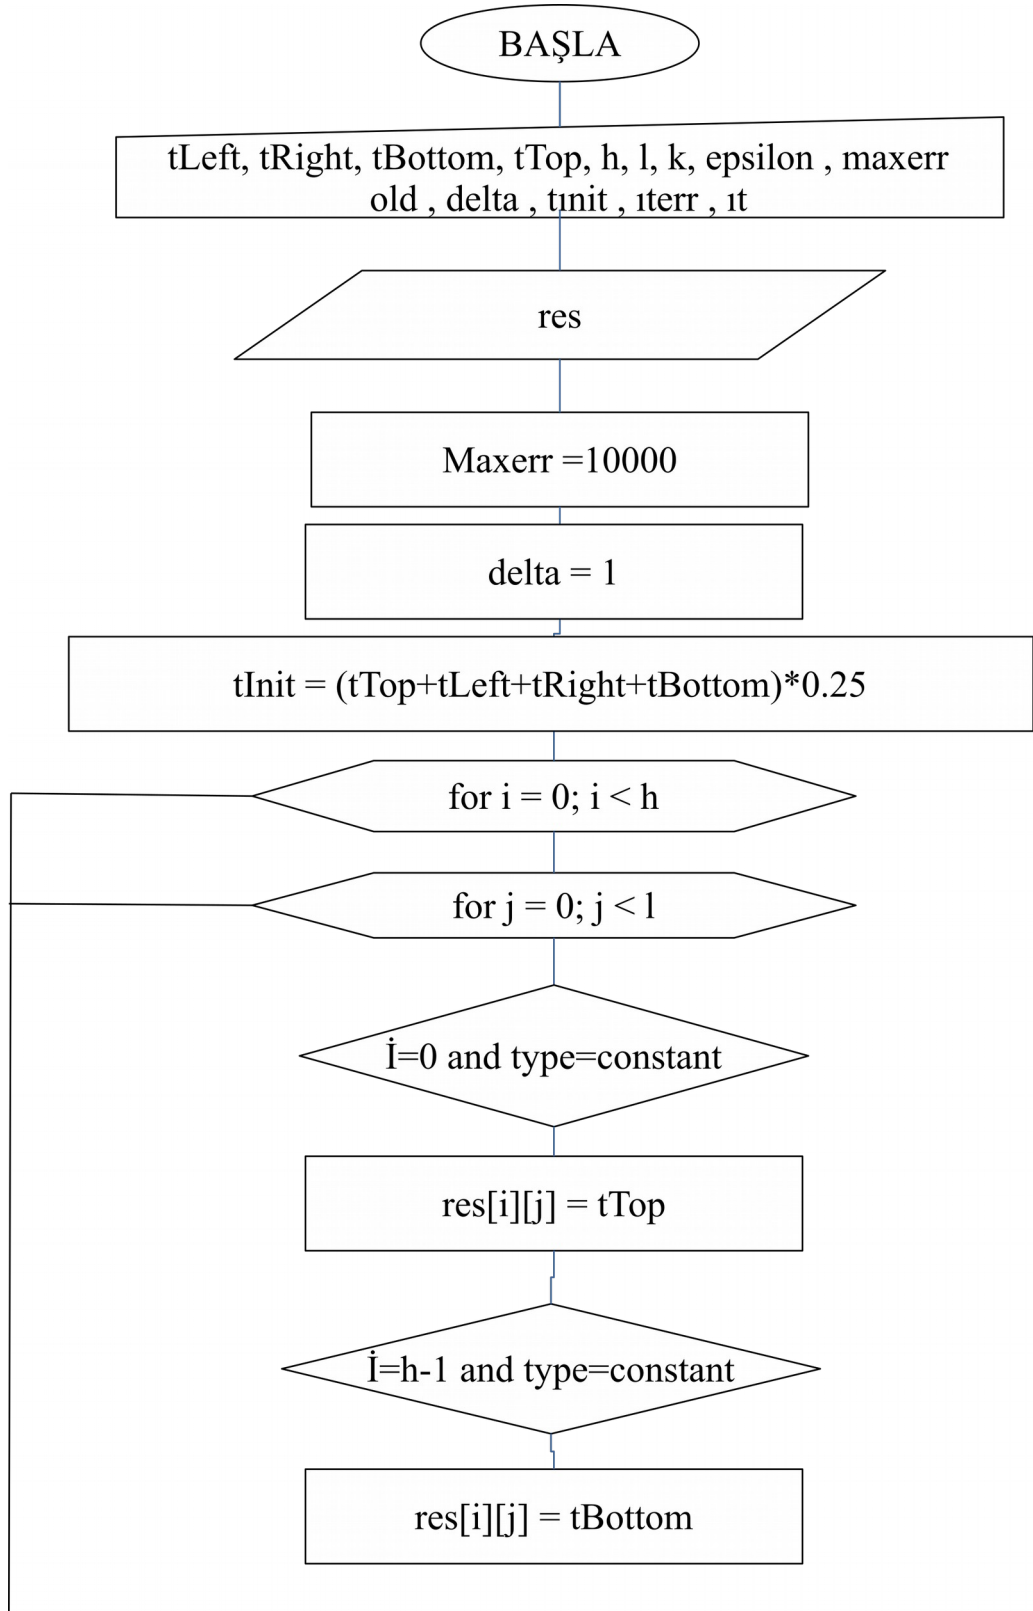 BAŞLA
tLeft, tRight, tBottom, tTop, h, l, k, epsilon , maxerr
old , delta , tınit , ıterr , ıt
res
Maxerr =10000
delta = 1
tInit = (tTop+tLeft+tRight+tBottom)*0.25
for i = 0; i < h
for j = 0; j < l
İ=0 and type=constant
res[i][j] = tTop
İ=h-1 and type=constant
res[i][j] = tBottom